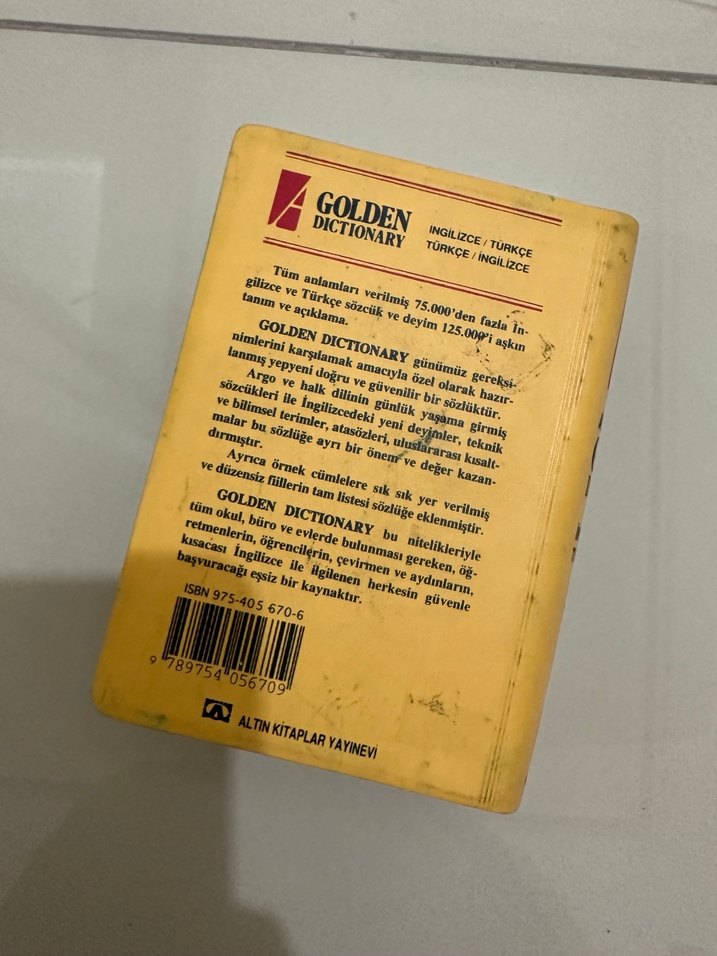 GOLDEN
DICTIONARY
İNGİLİZCE / TÜRKÇE
TÜRKÇE / İNGİLİZCE
Tüm anlamları verilmiş 75.000'den fazla İn-
gilizce ve Türkçe sözcük ve deyim 125.000'i aşkın
tanım ve açıklama.
GOLDEN DICTIONARY günümüz gereksi-
nimlerini karşılamak amacıyla özel olarak hazır-
lanmış yepyeni doğru ve güvenilir bir sözlüktür.
Argo ve halk dilinin günlük yaşama girmiş
sözcükleri ile İngilizcedeki yeni deyimler, teknik
ve bilimsel terimler, atasözleri, uluslararası kısalt-
malar bu sözlüğe ayrı bir önem ve değer kazan-
dırmıştır.
Ayrıca örnek cümlelere sık sık yer verilmiş
ve düzensiz fiillerin tam listesi sözlüğe eklenmiştir.
GOLDEN DICTIONARY bu nitelikleriyle
tüm okul, büro ve evlerde bulunması gereken, öğ-
retmenlerin, öğrencilerin, çevirmen ve aydınların,
kısacası İngilizce ile ilgilenen herkesin güvenle
başvuracağı eşsiz bir kaynaktır.
ISBN 975-405 670-6
9 789754 056709
ALTIN KİTAPLAR YAYINEVİ